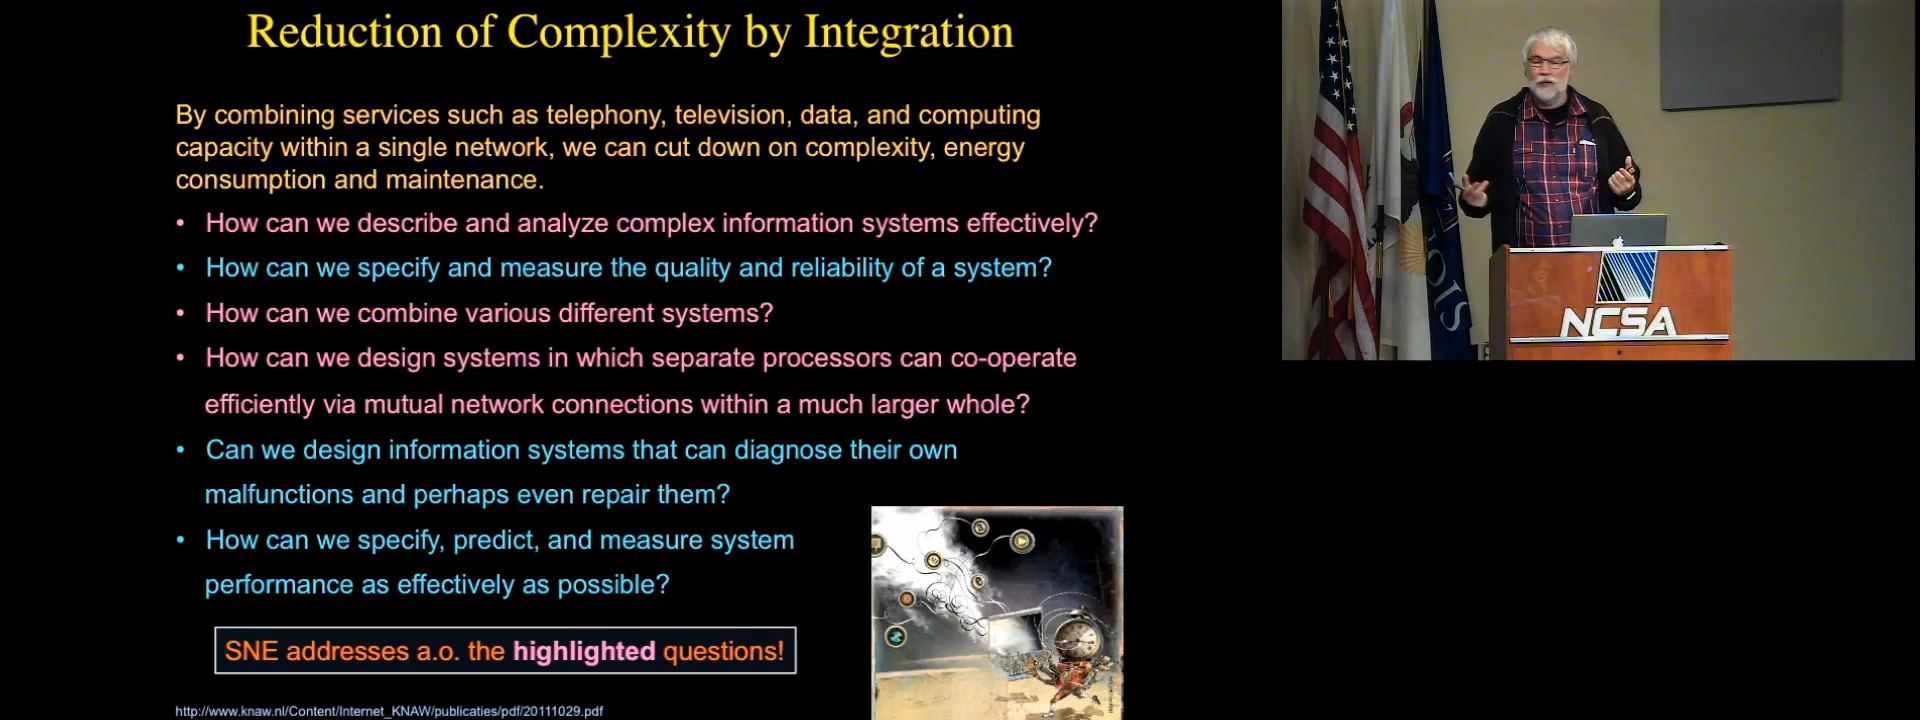 Reduction of Complexity by Integration
By combining services such as telephony, television, data, and computing
capacity within a single network, we can cut down on complexity, energy
consumption and maintenance.
• How can we describe and analyze complex information systems effectively?
• How can we specify and measure the quality and reliability of a system?
• How can we combine various different systems?
• How can we design systems in which separate processors can co-operate
efficiently via mutual network connections within a much larger whole?
• Can we design information systems that can diagnose their own
malfunctions and perhaps even repair them?
• How can we specify, predict, and measure system
performance as effectively as possible?
SNE addresses a.o. the highlighted questions!
http://www.knaw.nl/Content/Internet_KNAW/publicaties/pdf/20111029.pdf
NCSA